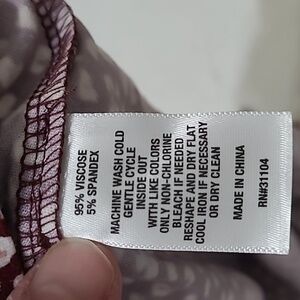 95% VISCOSE
5% SPANDEX
MACHINE WASH COLD
GENTLE CYCLE
INSIDE OUT
WITH LIKE COLORS
ONLY NON-CHLORINE
BLEACH IF NEEDED
RESHAPE AND DRY FLAT
COOL IRON IF NECESSARY
OR DRY CLEAN
MADE IN CHINA
RN#31104